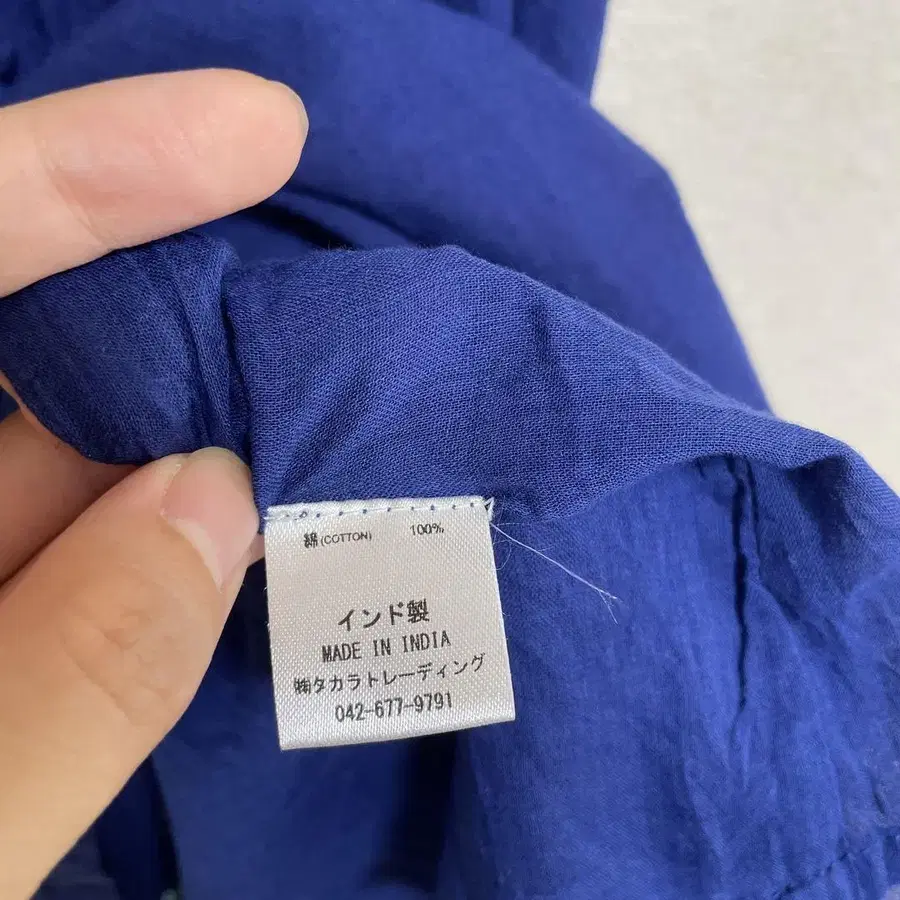 綿(COTTON) 100%
インド製
MADE IN INDIA
㈱タカラトレーディング
042-677-9791